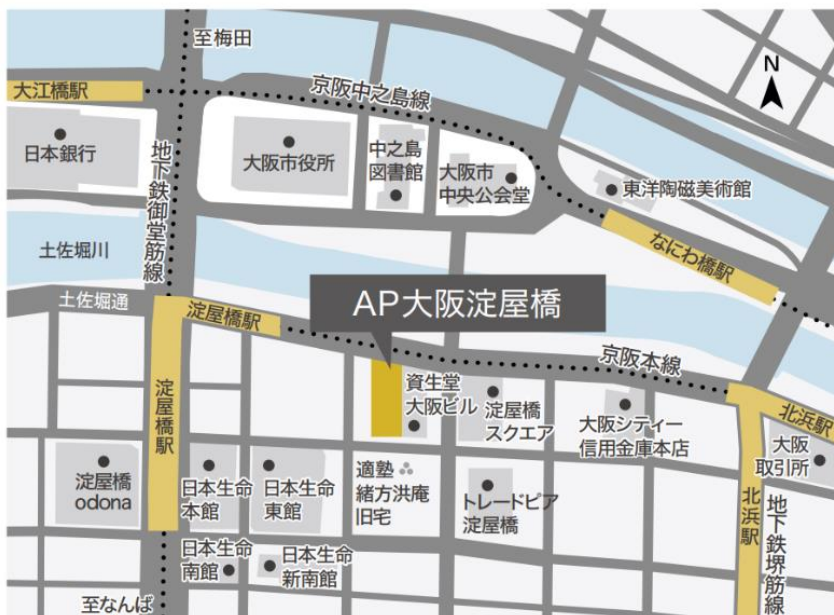 至梅田
N
大江橋駅
京阪中之島線
日本銀行
大阪市役所
中之島
図書館
大阪市
中央公会堂
東洋陶磁美術館
地下鉄御堂筋線
土佐堀川
なにわ橋駅
土佐堀通
淀屋橋駅
AP大阪淀屋橋
京阪本線
淀屋橋駅
資生堂
大阪ビル
淀屋橋
スクエア
大阪シティー
信用金庫本店
北浜駅
大阪
取引所
淀屋橋
odona
日本生命
本館
日本生命
東館
適塾
緒方洪庵
旧宅
トレードピア
淀屋橋
北浜駅
地下鉄堺筋線
日本生命
南館
日本生命
新南館
至なんば